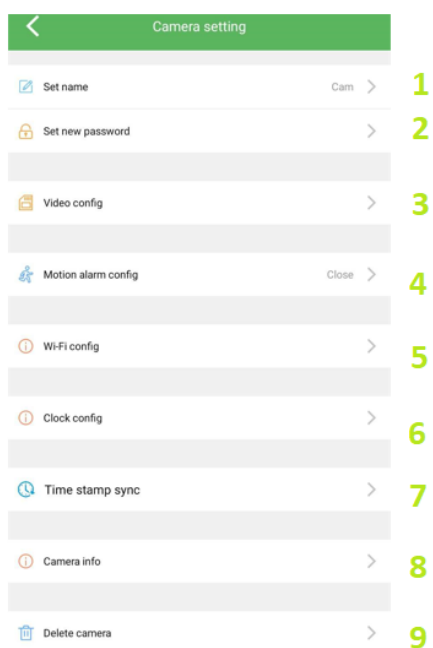 Camera setting
Set name Cam 1
Set new password 2
Video config 3
Motion alarm config Close 4
Wi-Fi config 5
Clock config 6
Time stamp sync 7
Camera info 8
Delete camera 9